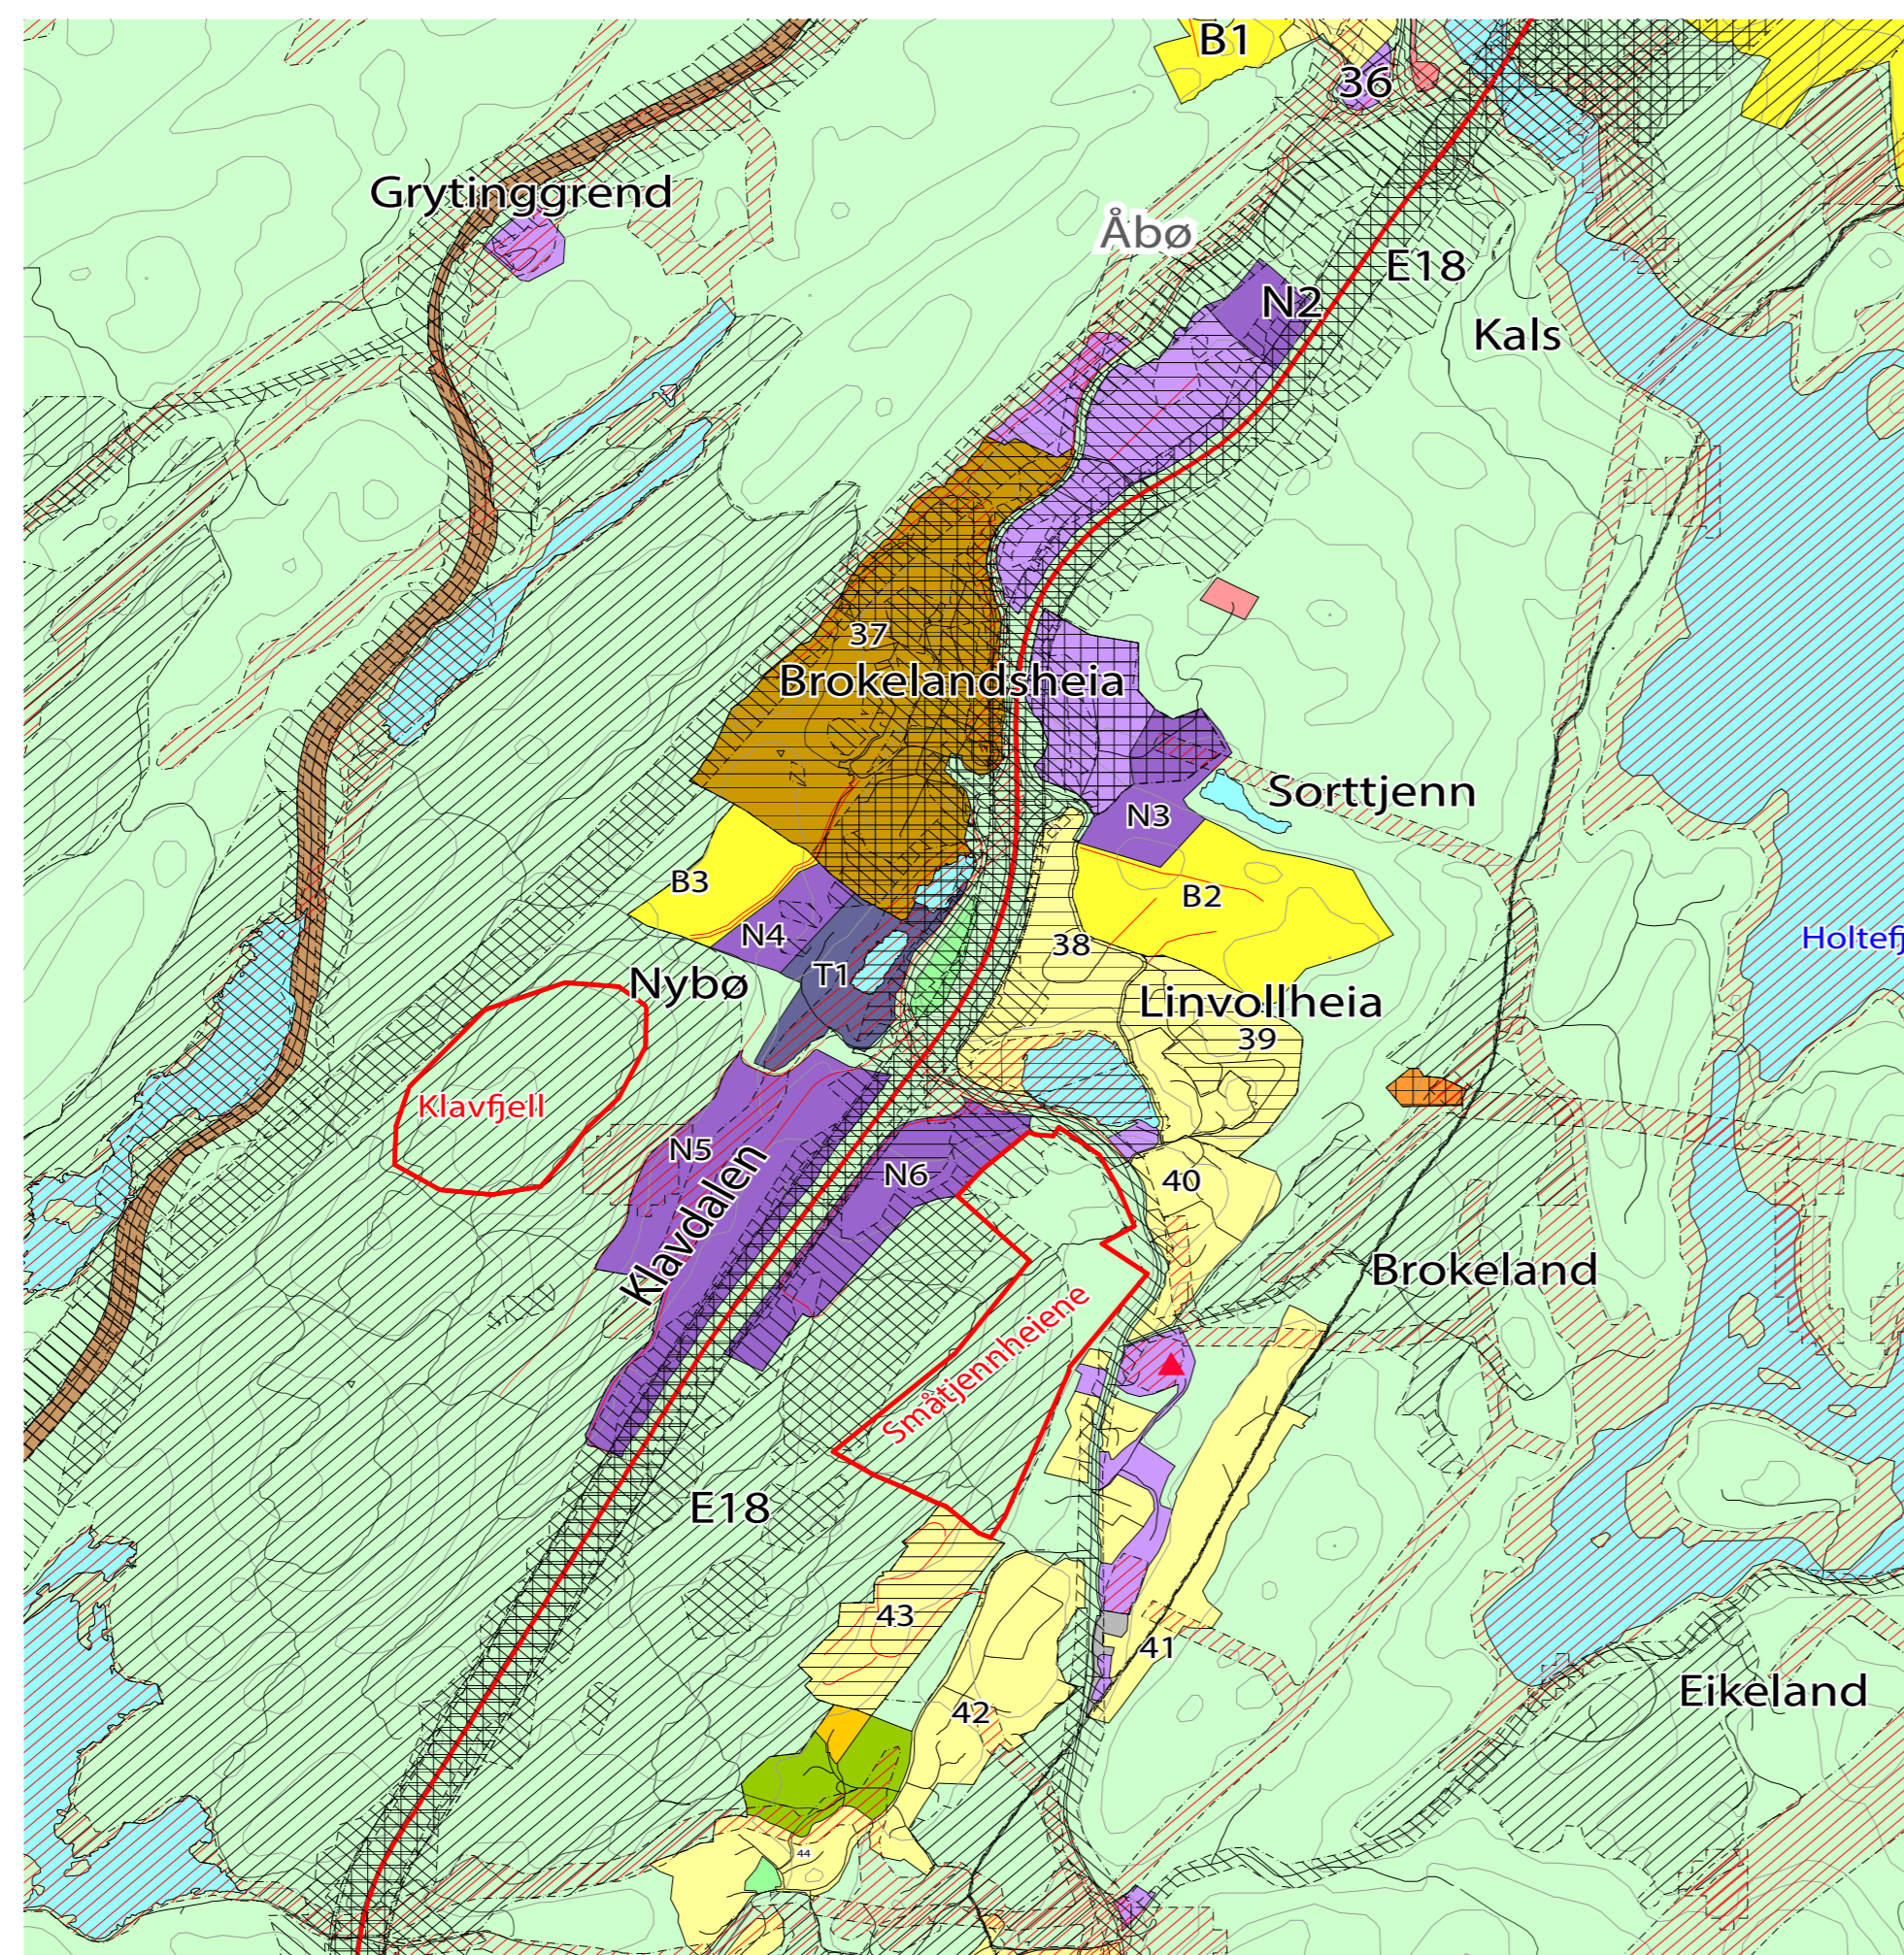 B1
36
Grytinggrend
Åbø
E18
N2
Kals
37
Brokelandsheia
Sorttjenn
N3
B3
B2
N4
38
Holtefj
T1
Nybø
Linvollheia
39
Klavfjell
N5
N6
40
Klavdalen
Brokeland
Småtjennheiene
E18
43
41
Eikeland
42
44